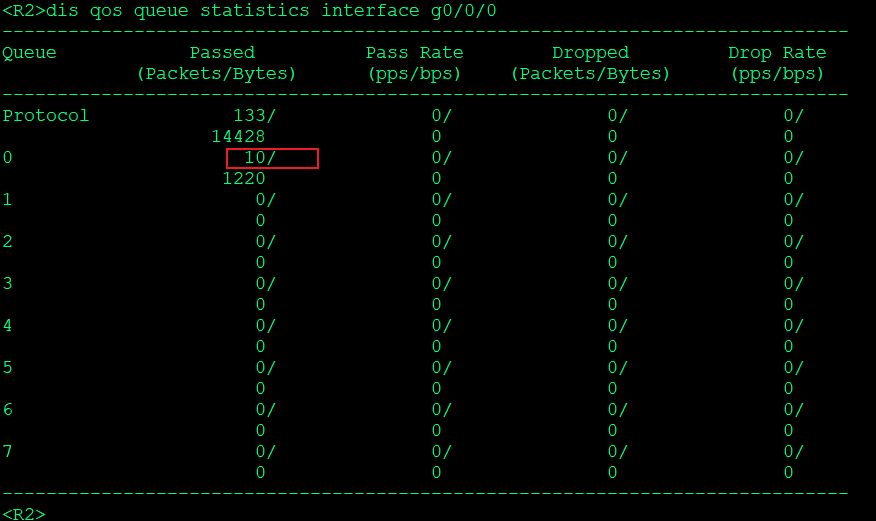 <R2>dis qos queue statistics interface g0/0/0
-----------------------------------------------------------------------------
Queue Passed Pass Rate Dropped Drop Rate
(Packets/Bytes) (pps/bps) (Packets/Bytes) (pps/bps)
-----------------------------------------------------------------------------
Protocol 133/ 0/ 0/ 0/
14428 0 0 0
0 10/ 0/ 0/ 0/
1220 0 0 0
1 0/ 0/ 0/ 0/
0 0 0 0
2 0/ 0/ 0/ 0/
0 0 0 0
3 0/ 0/ 0/ 0/
0 0 0 0
4 0/ 0/ 0/ 0/
0 0 0 0
5 0/ 0/ 0/ 0/
0 0 0 0
6 0/ 0/ 0/ 0/
0 0 0 0
7 0/ 0/ 0/ 0/
0 0 0 0
-----------------------------------------------------------------------------
<R2>